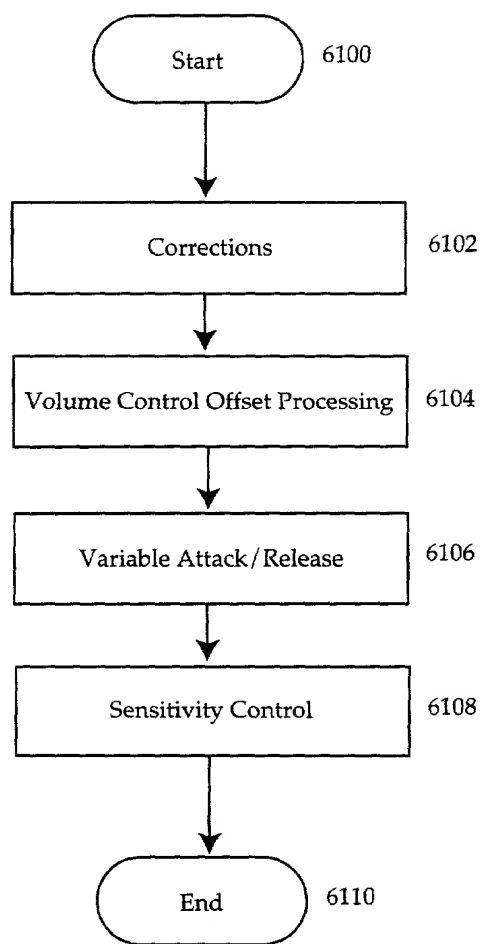 Start 6100
Corrections 6102
Volume Control Offset Processing 6104
Variable Attack/Release 6106
Sensitivity Control 6108
End 6110